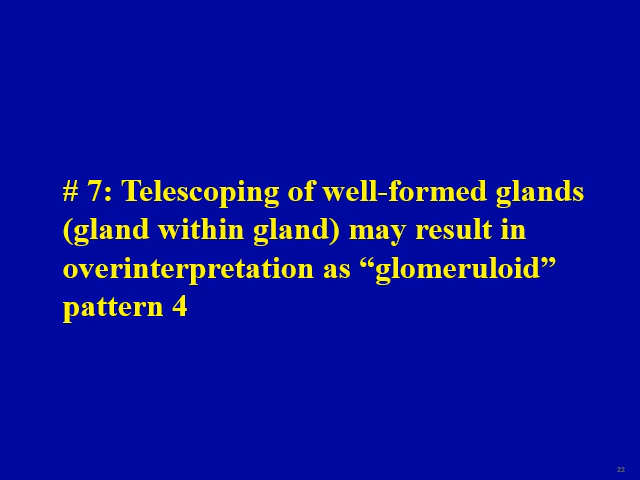 # 7: Telescoping of well-formed glands
(gland within gland) may result in
overinterpretation as “glomeruloid”
pattern 4
22